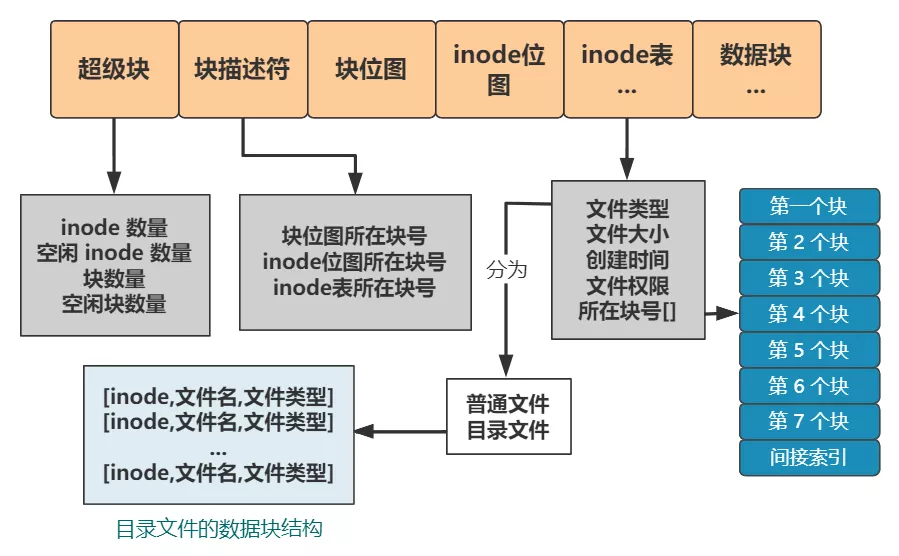 超级块
块描述符
块位图
inode位
图
inode表
...
数据块
...
inode 数量
空闲 inode 数量
块数量
空闲块数量
块位图所在块号
inode位图所在块号
inode表所在块号
文件类型
文件大小
创建时间
文件权限
所在块号[]
分为
第一个块
第 2 个块
第 3 个块
第 4 个块
第 5 个块
第 6 个块
第 7 个块
间接索引
普通文件
目录文件
[inode,文件名,文件类型]
[inode,文件名,文件类型]
...
[inode,文件名,文件类型]
目录文件的数据块结构